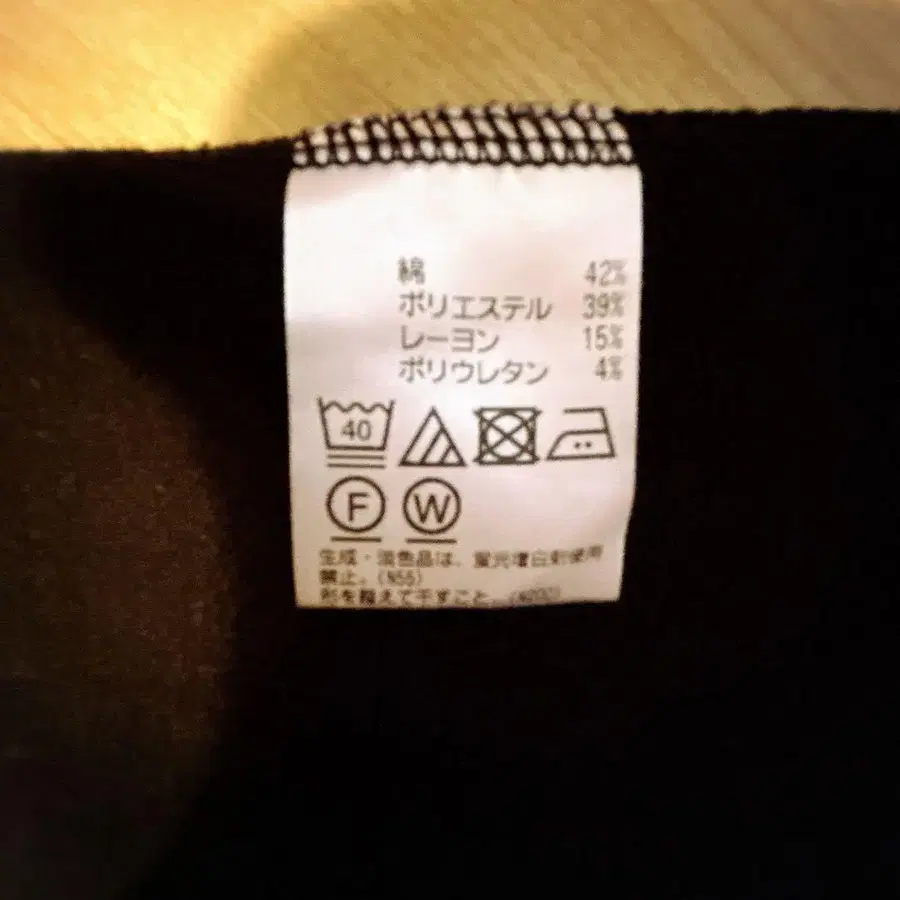 綿 42%
ポリエステル 39%
レーヨン 15%
ポリウレタン 4%
40
F W
生成・淡色品は、蛍光増白剤使用
禁止。(N55)
形を整えて干すこと。